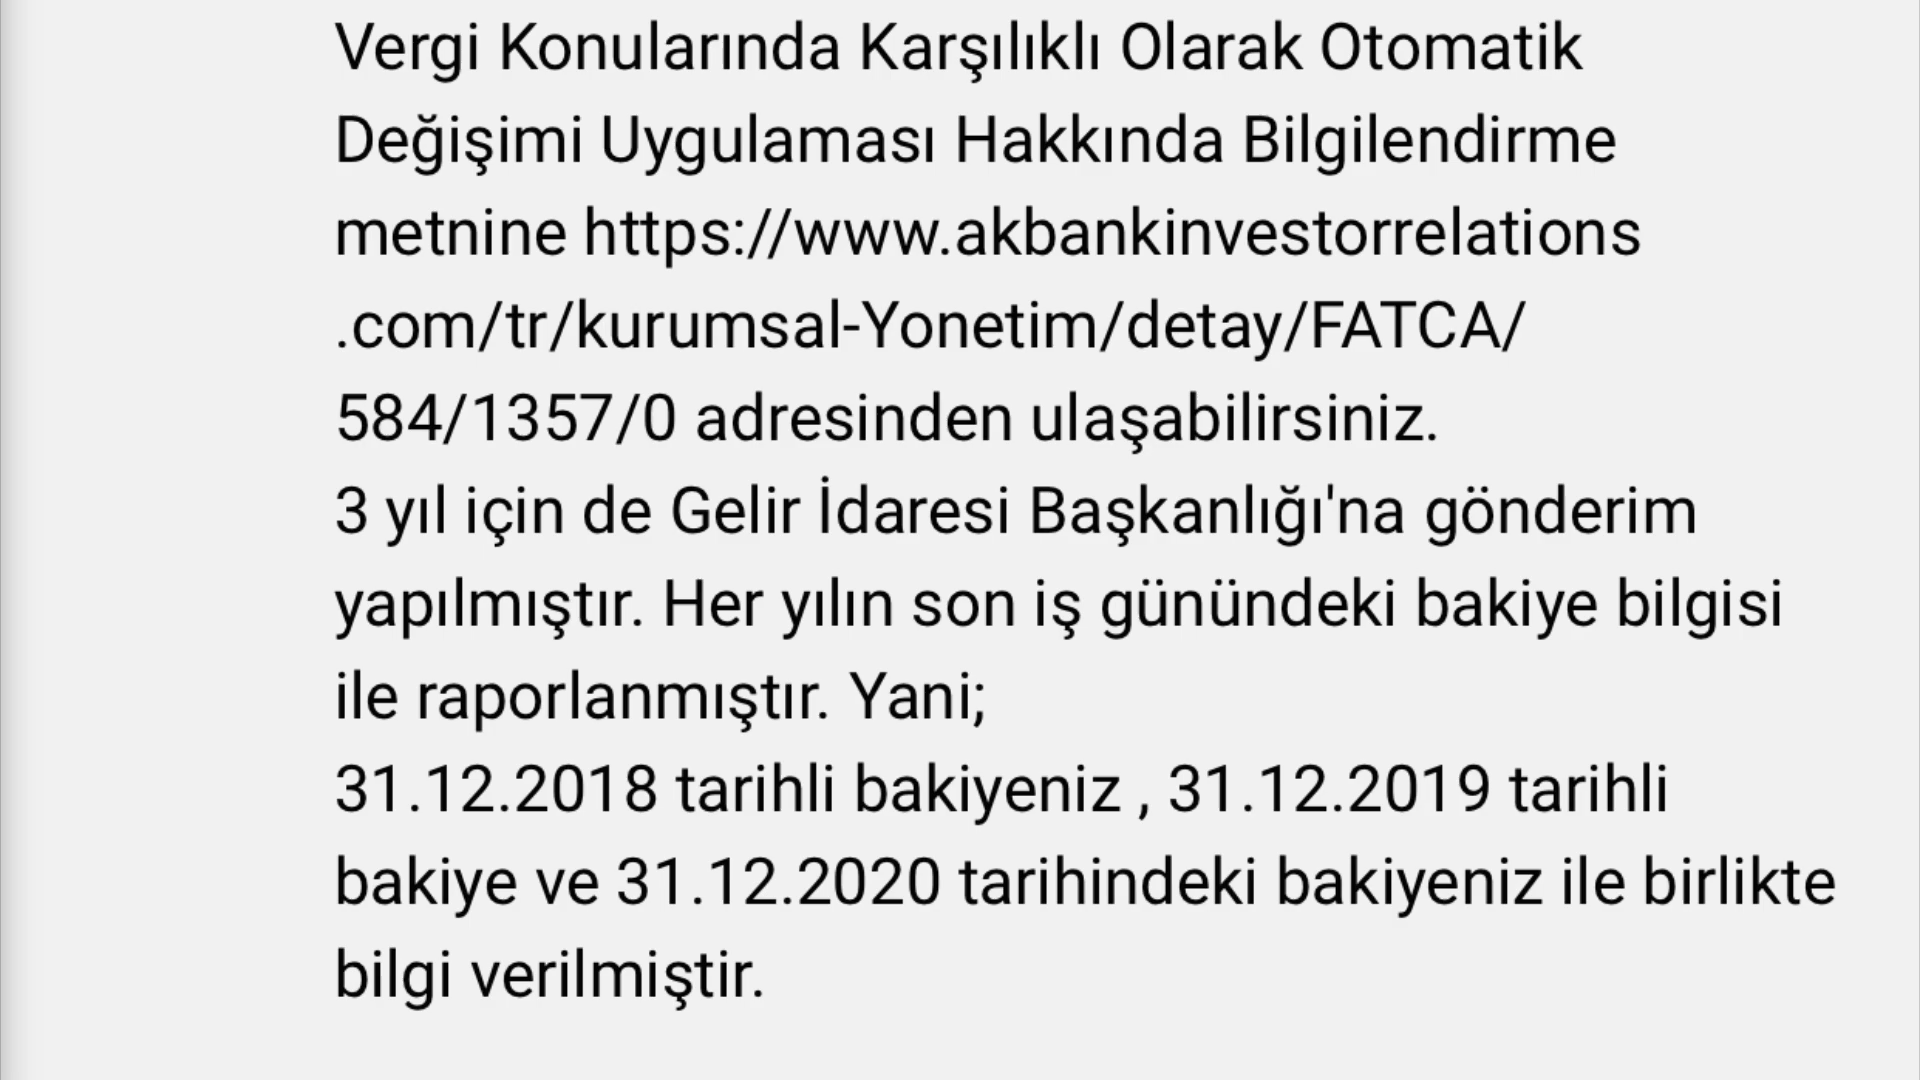 Vergi Konularında Karşılıklı Olarak Otomatik
Değişimi Uygulaması Hakkında Bilgilendirme
metnine https://www.akbankinvestorrelations
.com/tr/kurumsal-Yonetim/detay/FATCA/
584/1357/0 adresinden ulaşabilirsiniz.
3 yıl için de Gelir İdaresi Başkanlığı'na gönderim
yapılmıştır. Her yılın son iş günündeki bakiye bilgisi
ile raporlanmıştır. Yani;
31.12.2018 tarihli bakiyeniz , 31.12.2019 tarihli
bakiye ve 31.12.2020 tarihindeki bakiyeniz ile birlikte
bilgi verilmiştir.